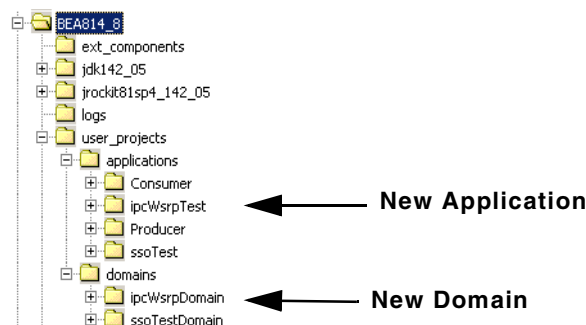 BEA814_8
ext_components
jdk142_05
jrockit81sp4_142_05
logs
user_projects
applications
Consumer
ipcWsrpTest New Application
Producer
ssoTest
domains
ipcWsrpDomain New Domain
ssoTestDomain